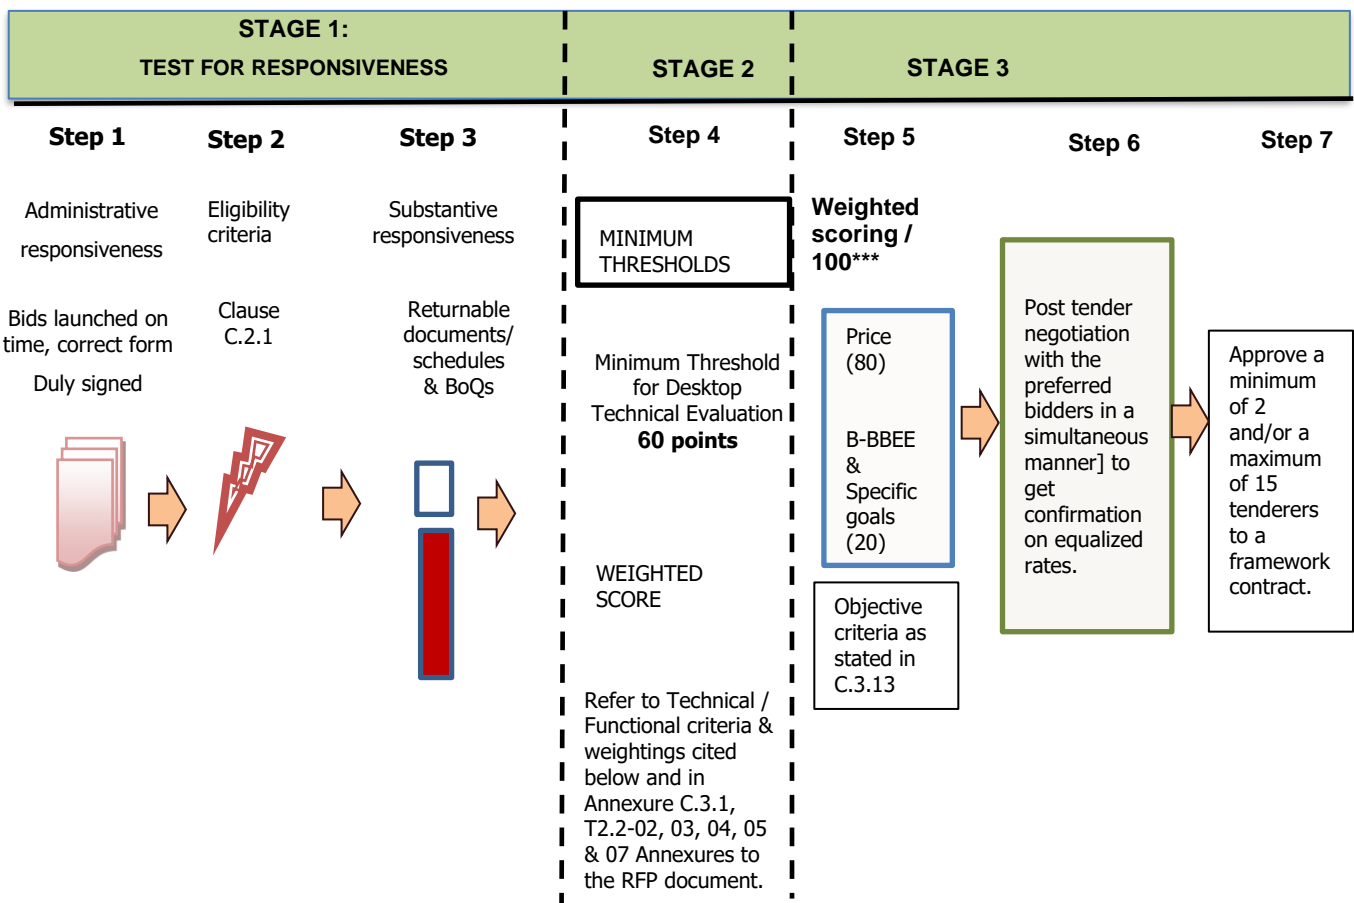 STAGE 1:
TEST FOR RESPONSIVENESS
STAGE 2
STAGE 3
Step 1
Step 2
Step 3
Step 4
Step 5
Step 6
Step 7
Administrative
responsiveness
Bids launched on
time, correct form
Duly signed
Eligibility
criteria
Clause
C.2.1
Substantive
responsiveness
Returnable
documents/
schedules
& BoQs
MINIMUM
THRESHOLDS
Minimum Threshold
for Desktop
Technical Evaluation
60 points
WEIGHTED
SCORE
Refer to Technical /
Functional criteria &
weightings cited
below and in
Annexure C.3.1,
T2.2-02, 03, 04, 05
& 07 Annexures to
the RFP document.
Weighted
scoring /
100***
Price
(80)
B-BBEE
&
Specific
goals
(20)
Objective
criteria as
stated in
C.3.13
Post tender
negotiation
with the
preferred
bidders in a
simultaneous
manner] to
get
confirmation
on equalized
rates.
Approve a
minimum
of 2
and/or a
maximum
of 15
tenderers
to a
framework
contract.